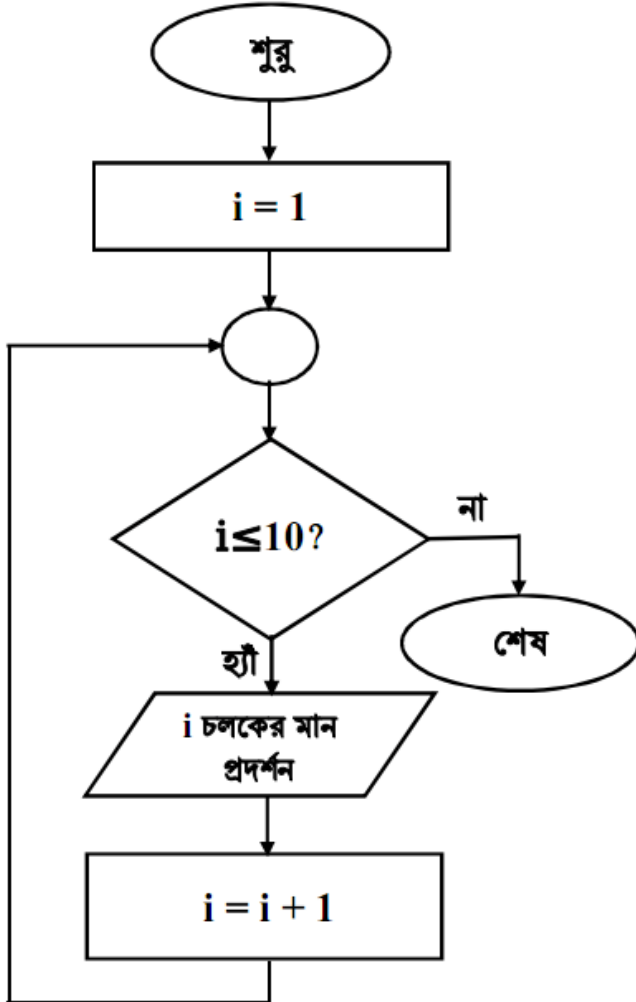 শুরু
i = 1
i≤10?
না
শেষ
হ্যাঁ
i চলকের মান
প্রদর্শন
i = i + 1